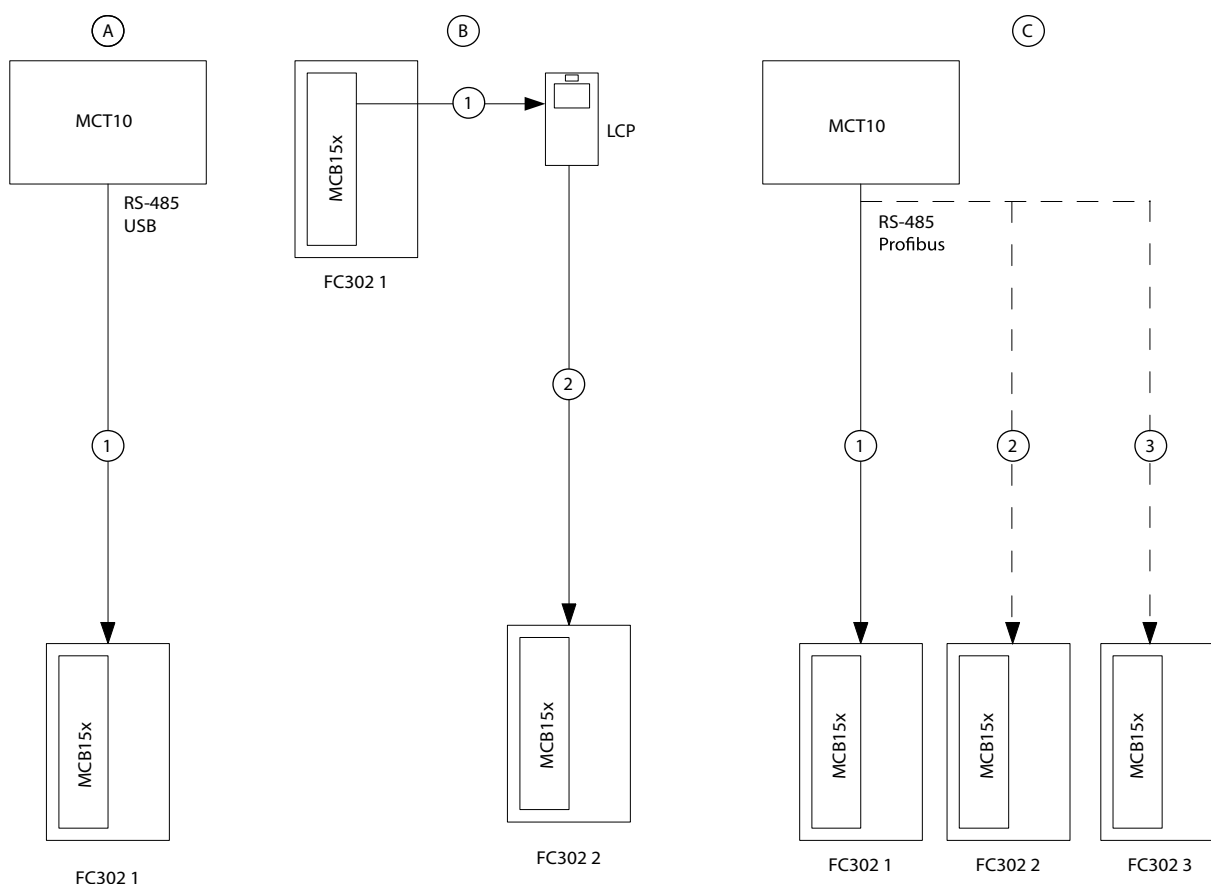 A
MCT10
RS-485
USB
1
MCB15x
FC302 1
B
MCB15x
FC302 1
1
LCP
2
MCB15x
FC302 2
C
MCT10
RS-485
Profibus
1
2
3
MCB15x
MCB15x
MCB15x
FC302 1
FC302 2
FC302 3